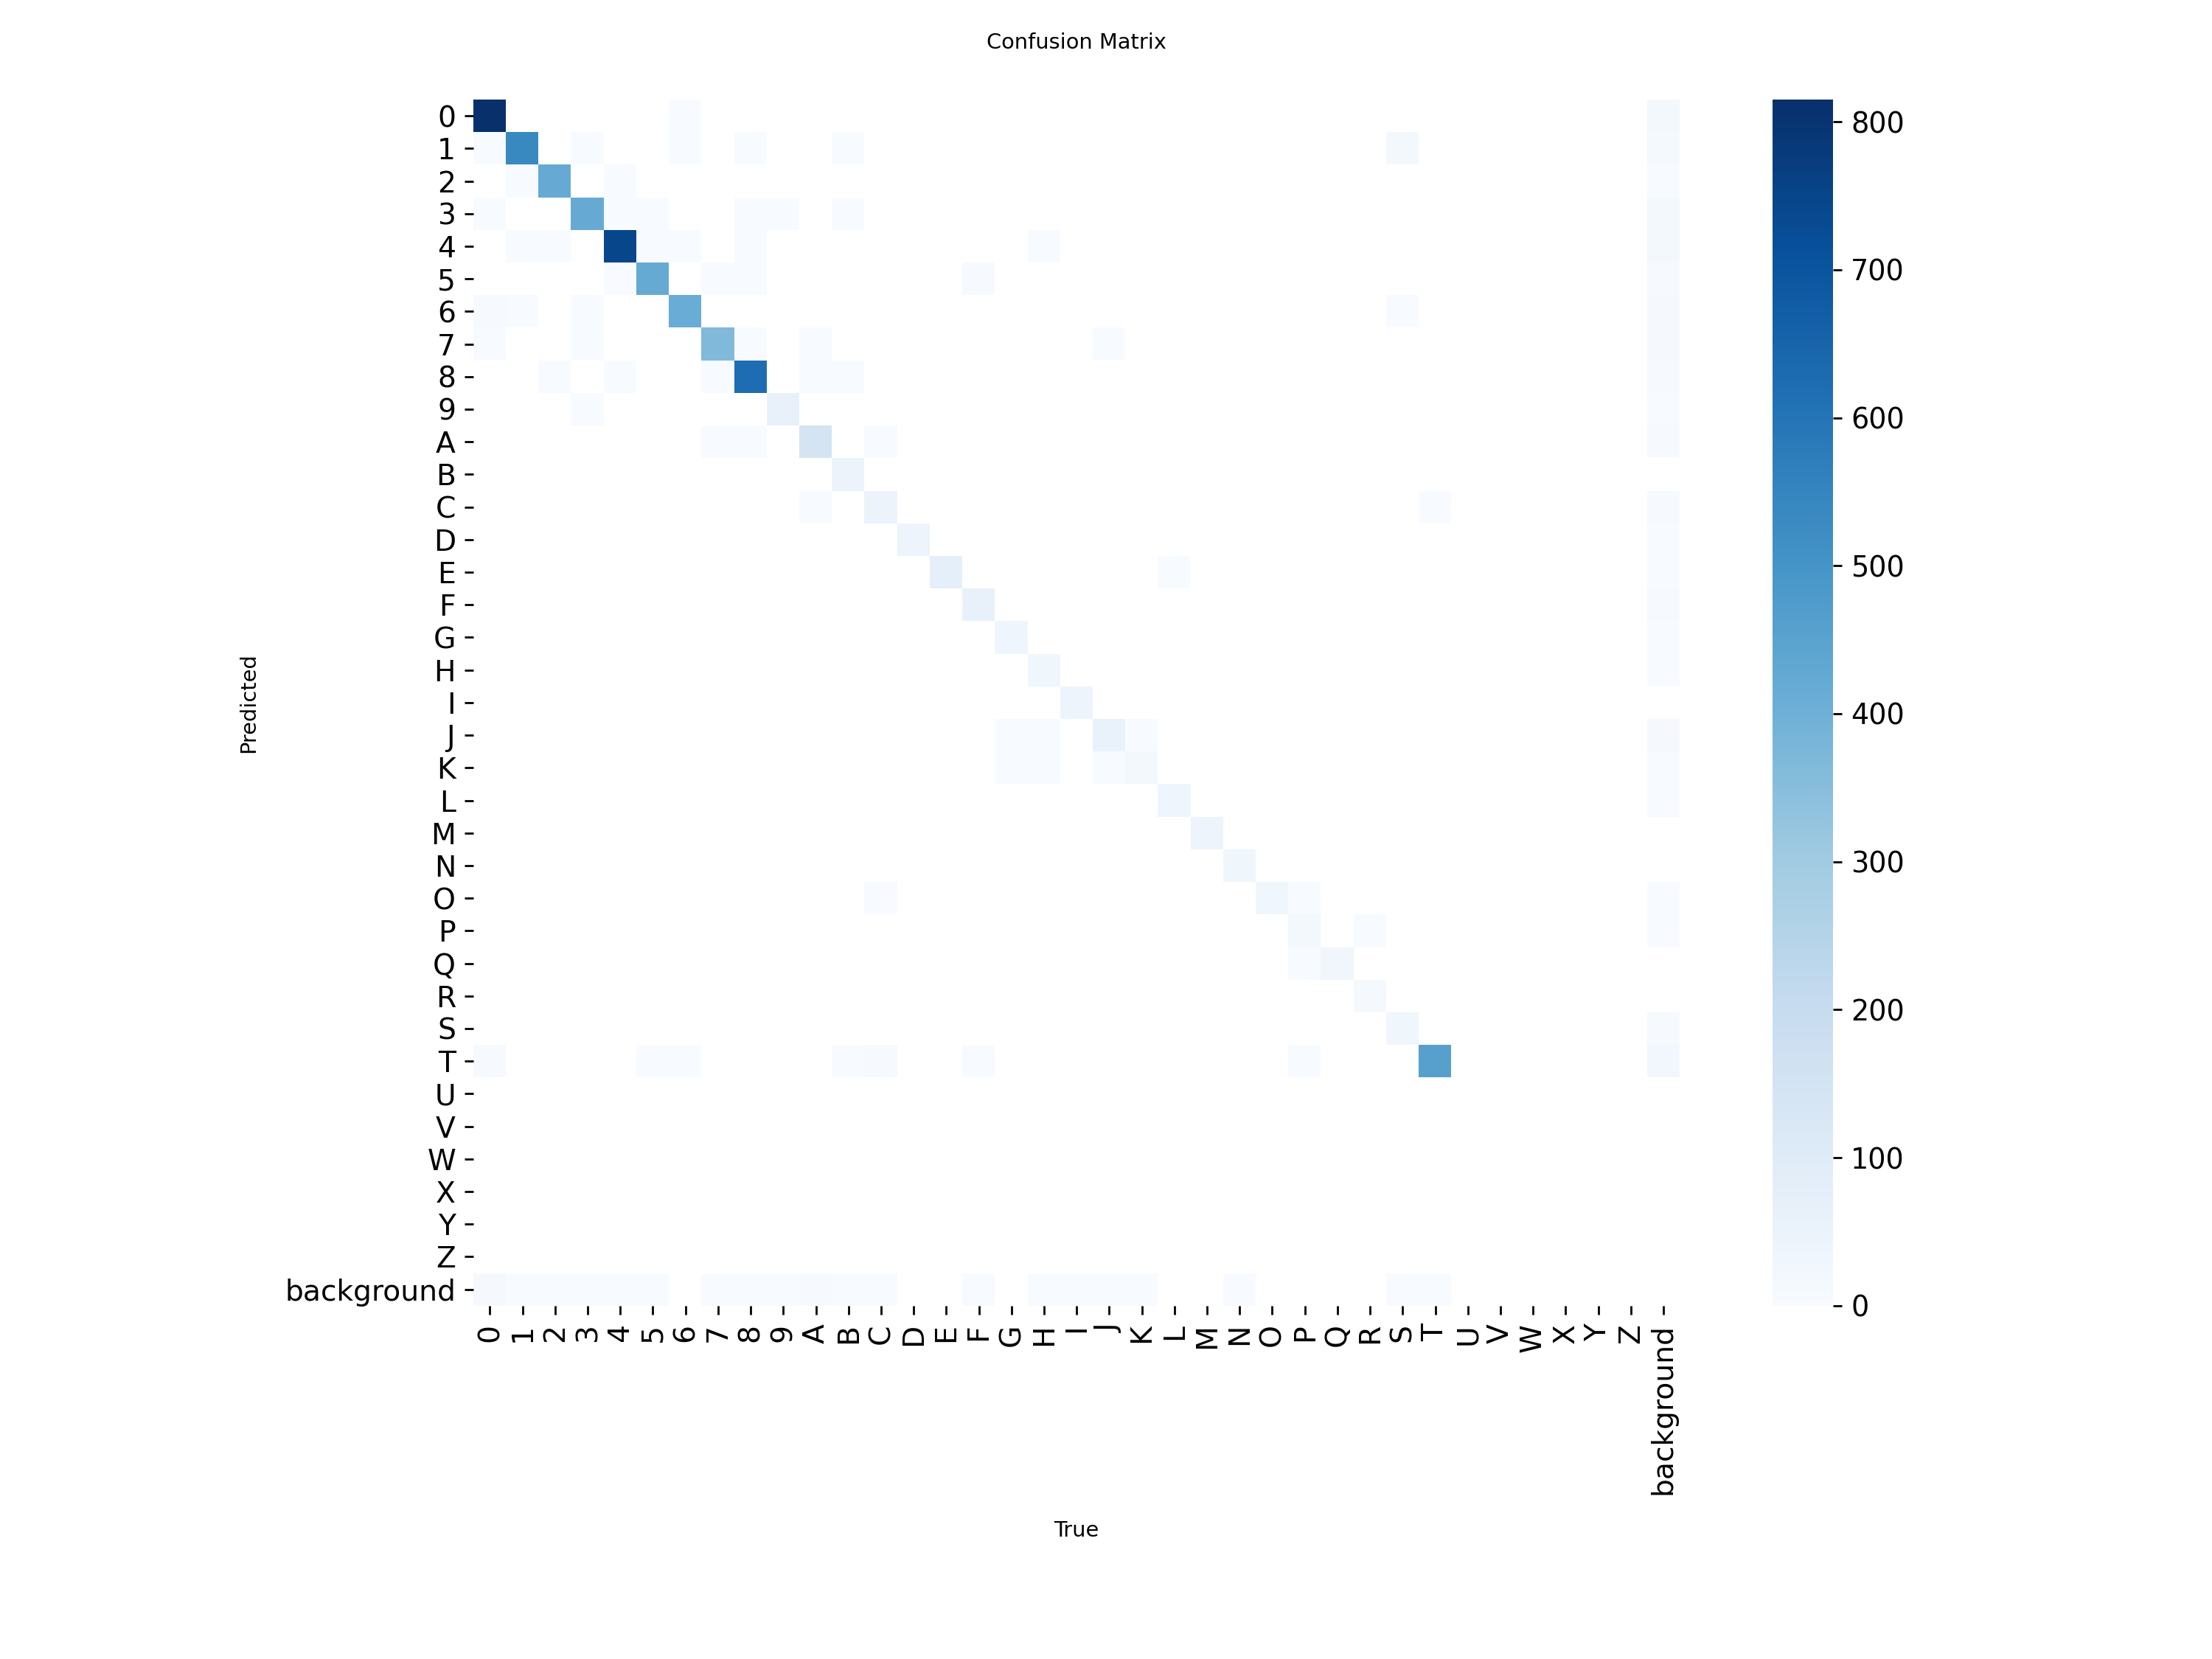 Confusion Matrix
0
1
2
3
4
5
6
7
8
9
A
B
C
D
E
F
G
H
I
J
K
L
M
N
O
P
Q
R
S
T
U
V
W
X
Y
Z
background
Predicted
0 1 2 3 4 5 6 7 8 9 A B C D E F G H I J K L M N O P Q R S T U V W X Y Z background
True
800
700
600
500
400
300
200
100
0